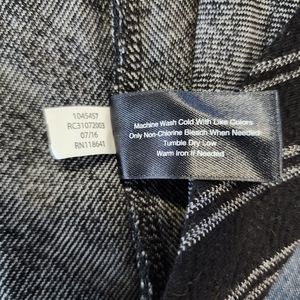 1045457
RC31072003
07/16
RN118641
Machine Wash Cold With Like Colors
Only Non-Chlorine Bleach When Needed
Tumble Dry Low
Warm Iron If Needed